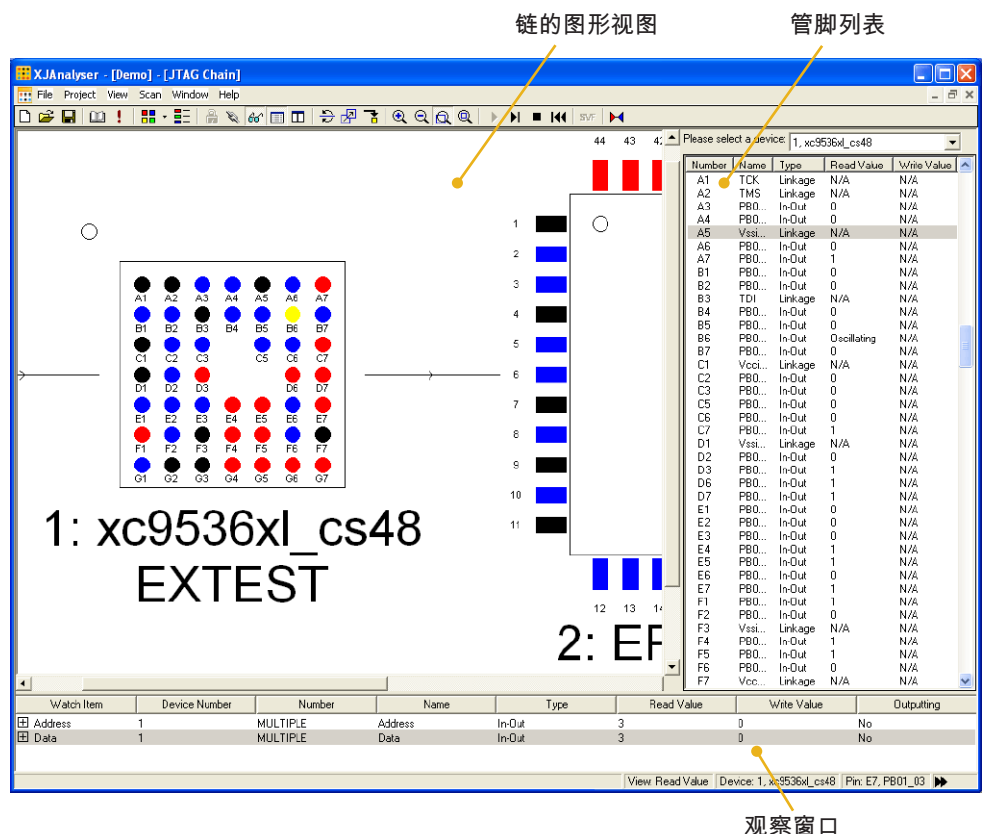 链的图形视图 管脚列表
XJAnalyser - [Demo] - [JTAG Chain]
File Project View Scan Window Help
SVF
44 43 42
1
2
3
4
5
6
7
8
9
10
11
12 13 14
A1 A2 A3 A4 A5 A6 A7
B1 B2 B3 B4 B5 B6 B7
C1 C2 C3 C5 C6 C7
D1 D2 D3 D6 D7
E1 E2 E3 E4 E5 E6 E7
F1 F2 F3 F4 F5 F6 F7
G1 G2 G3 G4 G5 G6 G7
1: xc9536xl_cs48
EXTEST
2: EP
Please select a device: 1, xc9536xl_cs48
Number Name Type Read Value Write Value
A1 TCK Linkage N/A N/A
A2 TMS Linkage N/A N/A
A3 PB0... In-Out 0 N/A
A4 PB0... In-Out 0 N/A
A5 Vssi... Linkage N/A N/A
A6 PB0... In-Out 0 N/A
A7 PB0... In-Out 1 N/A
B1 PB0... In-Out 0 N/A
B2 PB0... In-Out 0 N/A
B3 TDI Linkage N/A N/A
B4 PB0... In-Out 0 N/A
B5 PB0... In-Out 0 N/A
B6 PB0... In-Out Oscillating N/A
B7 PB0... In-Out 0 N/A
C1 Vcci... Linkage N/A N/A
C2 PB0... In-Out 0 N/A
C3 PB0... In-Out 0 N/A
C5 PB0... In-Out 0 N/A
C6 PB0... In-Out 0 N/A
C7 PB0... In-Out 1 N/A
D1 Vssi... Linkage N/A N/A
D2 PB0... In-Out 0 N/A
D3 PB0... In-Out 1 N/A
D6 PB0... In-Out 1 N/A
D7 PB0... In-Out 1 N/A
E1 PB0... In-Out 0 N/A
E2 PB0... In-Out 0 N/A
E3 PB0... In-Out 0 N/A
E4 PB0... In-Out 1 N/A
E5 PB0... In-Out 1 N/A
E6 PB0... In-Out 0 N/A
E7 PB0... In-Out 1 N/A
F1 PB0... In-Out 1 N/A
F2 PB0... In-Out 0 N/A
F3 Vssi... Linkage N/A N/A
F4 PB0... In-Out 1 N/A
F5 PB0... In-Out 1 N/A
F6 PB0... In-Out 0 N/A
F7 Vcc... Linkage N/A N/A
Watch Item Device Number Number Name Type Read Value Write Value Outputting
Address 1 MULTIPLE Address In-Out 3 0 No
Data 1 MULTIPLE Data In-Out 3 0 No
View: Read Value Device: 1, xc9536xl_cs48 Pin: E7, PB01_03
观察窗口